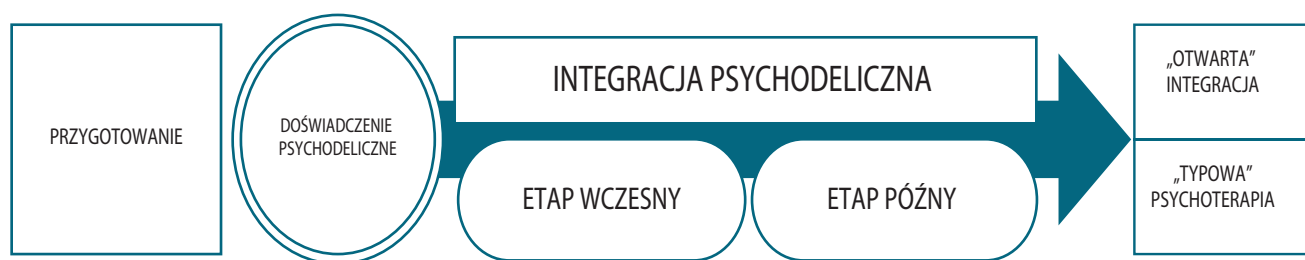 PRZYGOTOWANIE
DOŚWIADCZENIE
PSYCHODELICZNE
INTEGRACJA PSYCHODELICZNA
ETAP WCZESNY
ETAP PÓŹNY
„OTWARTA”
INTEGRACJA
„TYPOWA”
PSYCHOTERAPIA